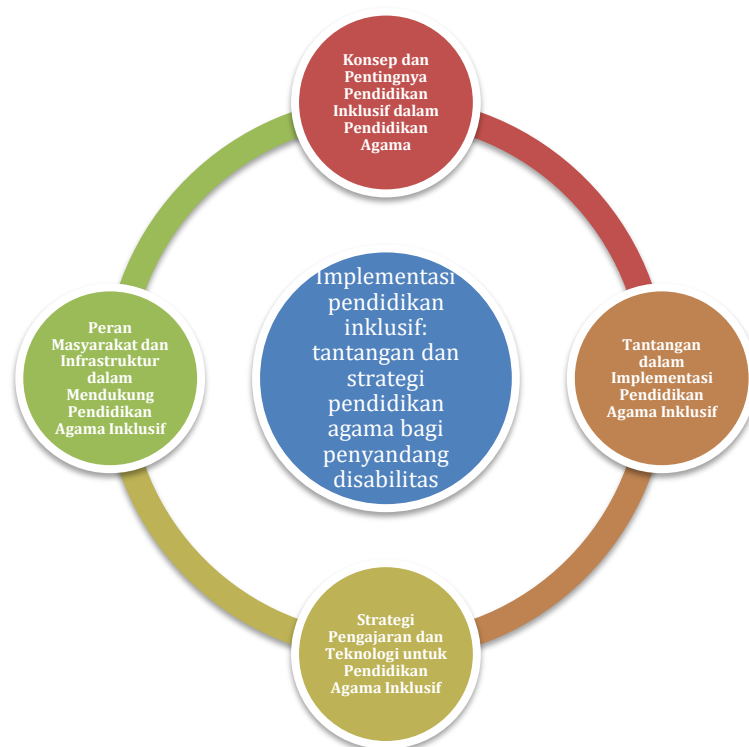 Konsep dan
Pentingnya
Pendidikan
Inklusif dalam
Pendidikan
Agama
Implementasi
pendidikan
inklusif:
tantangan dan
strategi
pendidikan
agama bagi
penyandang
disabilitas
Peran
Masyarakat dan
Infrastruktur
dalam
Mendukung
Pendidikan
Agama Inklusif
Tantangan
dalam
Implementasi
Pendidikan
Agama Inklusif
Strategi
Pengajaran dan
Teknologi untuk
Pendidikan
Agama Inklusif